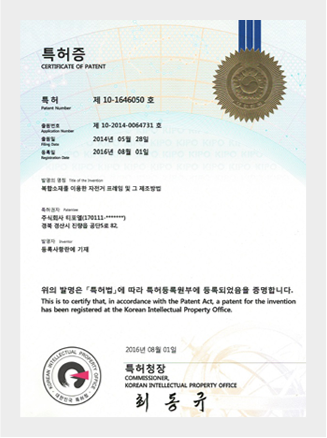 특허증
CERTIFICATE OF PATENT
특허 제 10-1646050 호
Patent Number
출원번호 제 10-2014-0064731 호
Application Number
출원일 2014년 05월 28일
Filing Date
등록일 2016년 08월 01일
Registration Date
발명의 명칭 Title of the Invention
복합소재를 이용한 자전거 프레임 및 그 제조방법
특허권자 Patentee
주식회사 티포엘(170111-*******)
경북 경산시 진량읍 공단5로 82,
발명자 Inventor
등록사항란에 기재
위의 발명은 「특허법」에 따라 특허등록원부에 등록되었음을 증명합니다.
This is to certify that, in accordance with the Patent Act, a patent for the invention
has been registered at the Korean Intellectual Property Office.
2016년 08월 01일
특허청장
COMMISSIONER,
KOREAN INTELLECTUAL PROPERTY OFFICE
최동규
KOREAN INTELLECTUAL PROPERTY OFFICE
대한민국 특허청